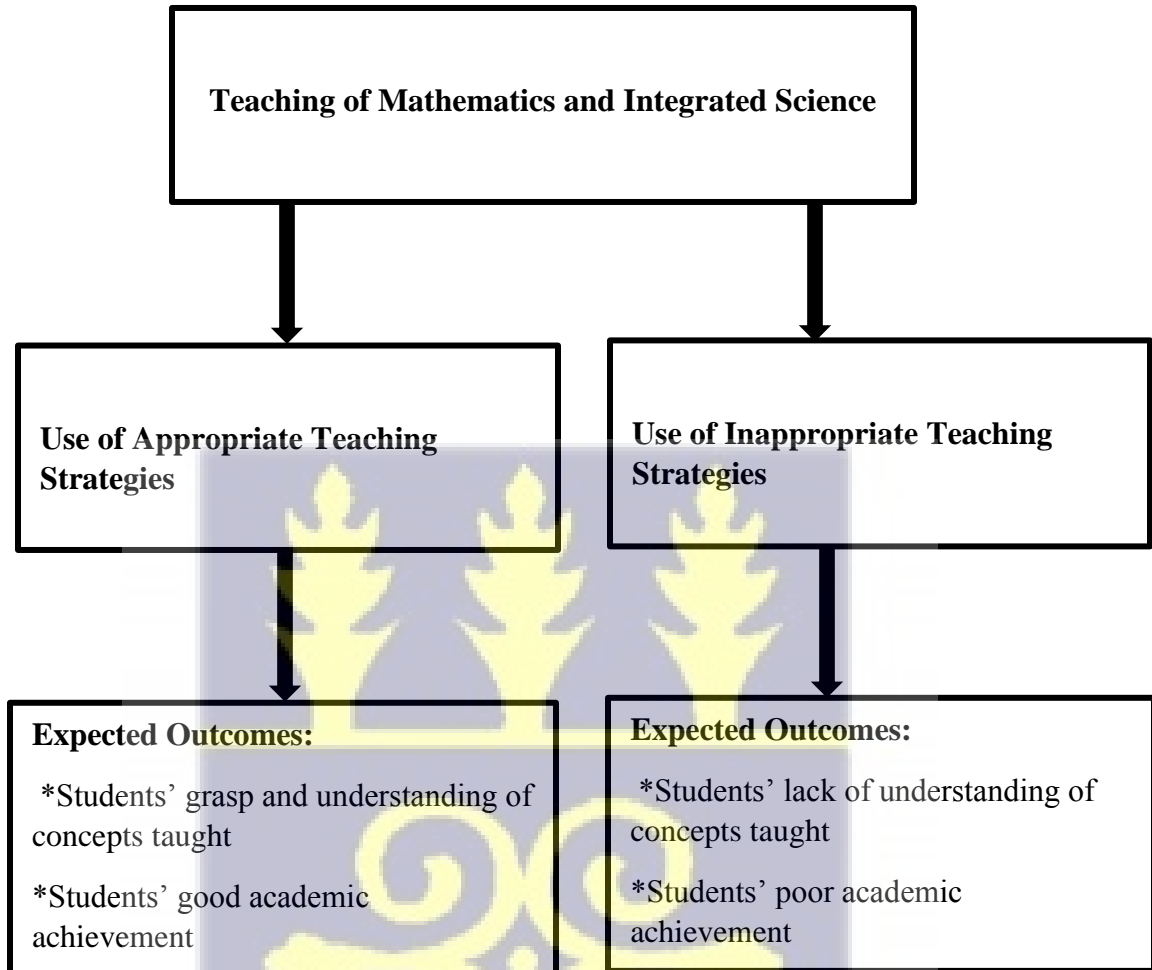 Teaching of Mathematics and Integrated Science
Use of Appropriate Teaching
Strategies
Use of Inappropriate Teaching
Strategies
Expected Outcomes:
*Students’ grasp and understanding of
concepts taught
*Students’ good academic
achievement
Expected Outcomes:
*Students’ lack of understanding of
concepts taught
*Students’ poor academic
achievement